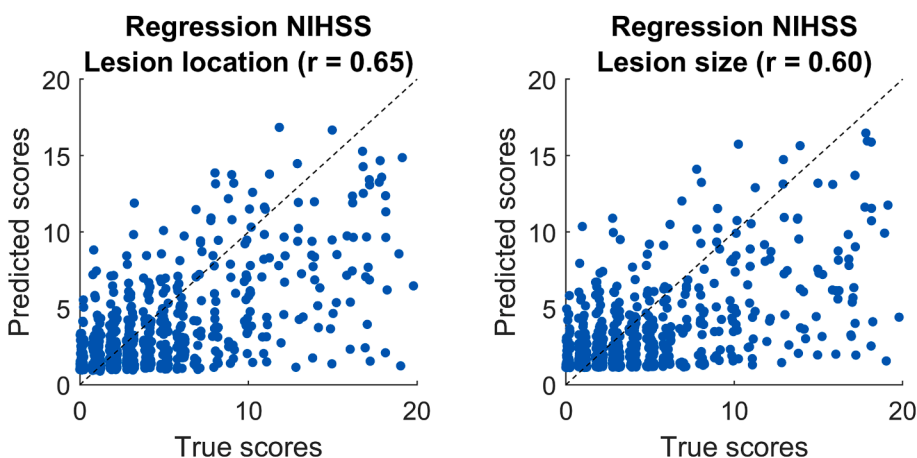 Regression NIHSS
Lesion location (r = 0.65)
20
15
10
5
0
Predicted scores
0
10
20
True scores
Regression NIHSS
Lesion size (r = 0.60)
20
15
10
5
0
Predicted scores
0
10
20
True scores